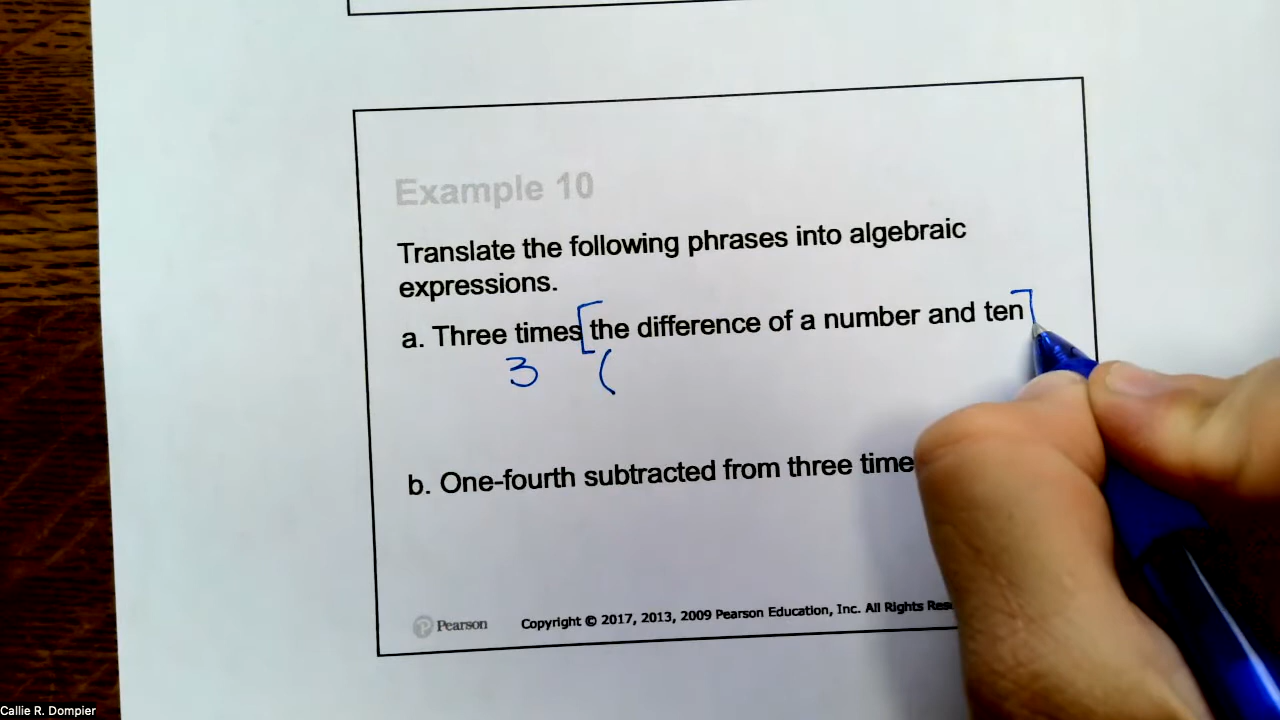 Example 10
Translate the following phrases into algebraic
expressions.
a. Three times [the difference of a number and ten]
3 (
b. One-fourth subtracted from three time
Pearson Copyright © 2017, 2013, 2009 Pearson Education, Inc. All Rights
Callie R. Dompier